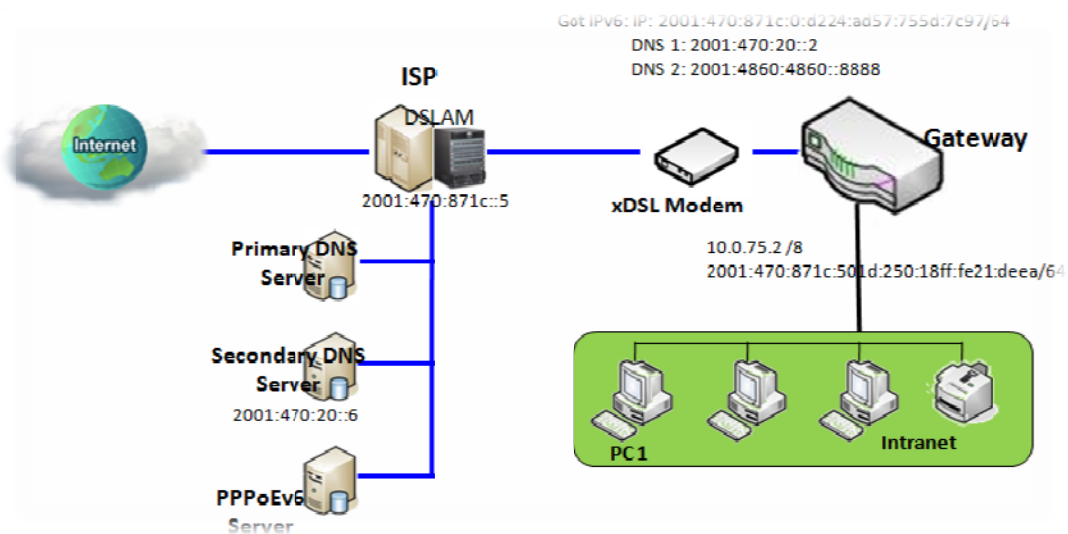 Got IPv6: IP: 2001:470:871c:0:d224:ad57:755d:7c97/64
DNS 1: 2001:470:20::2
DNS 2: 2001:4860:4860::8888
ISP
DSLAM
Internet
Gateway
2001:470:871c::5
xDSL Modem
Primary DNS
Server
10.0.75.2 /8
2001:470:871c:501d:250:18ff:fe21:deea/64
Secondary DNS
Server
2001:470:20::6
PC1
Intranet
PPPoEv6
Server